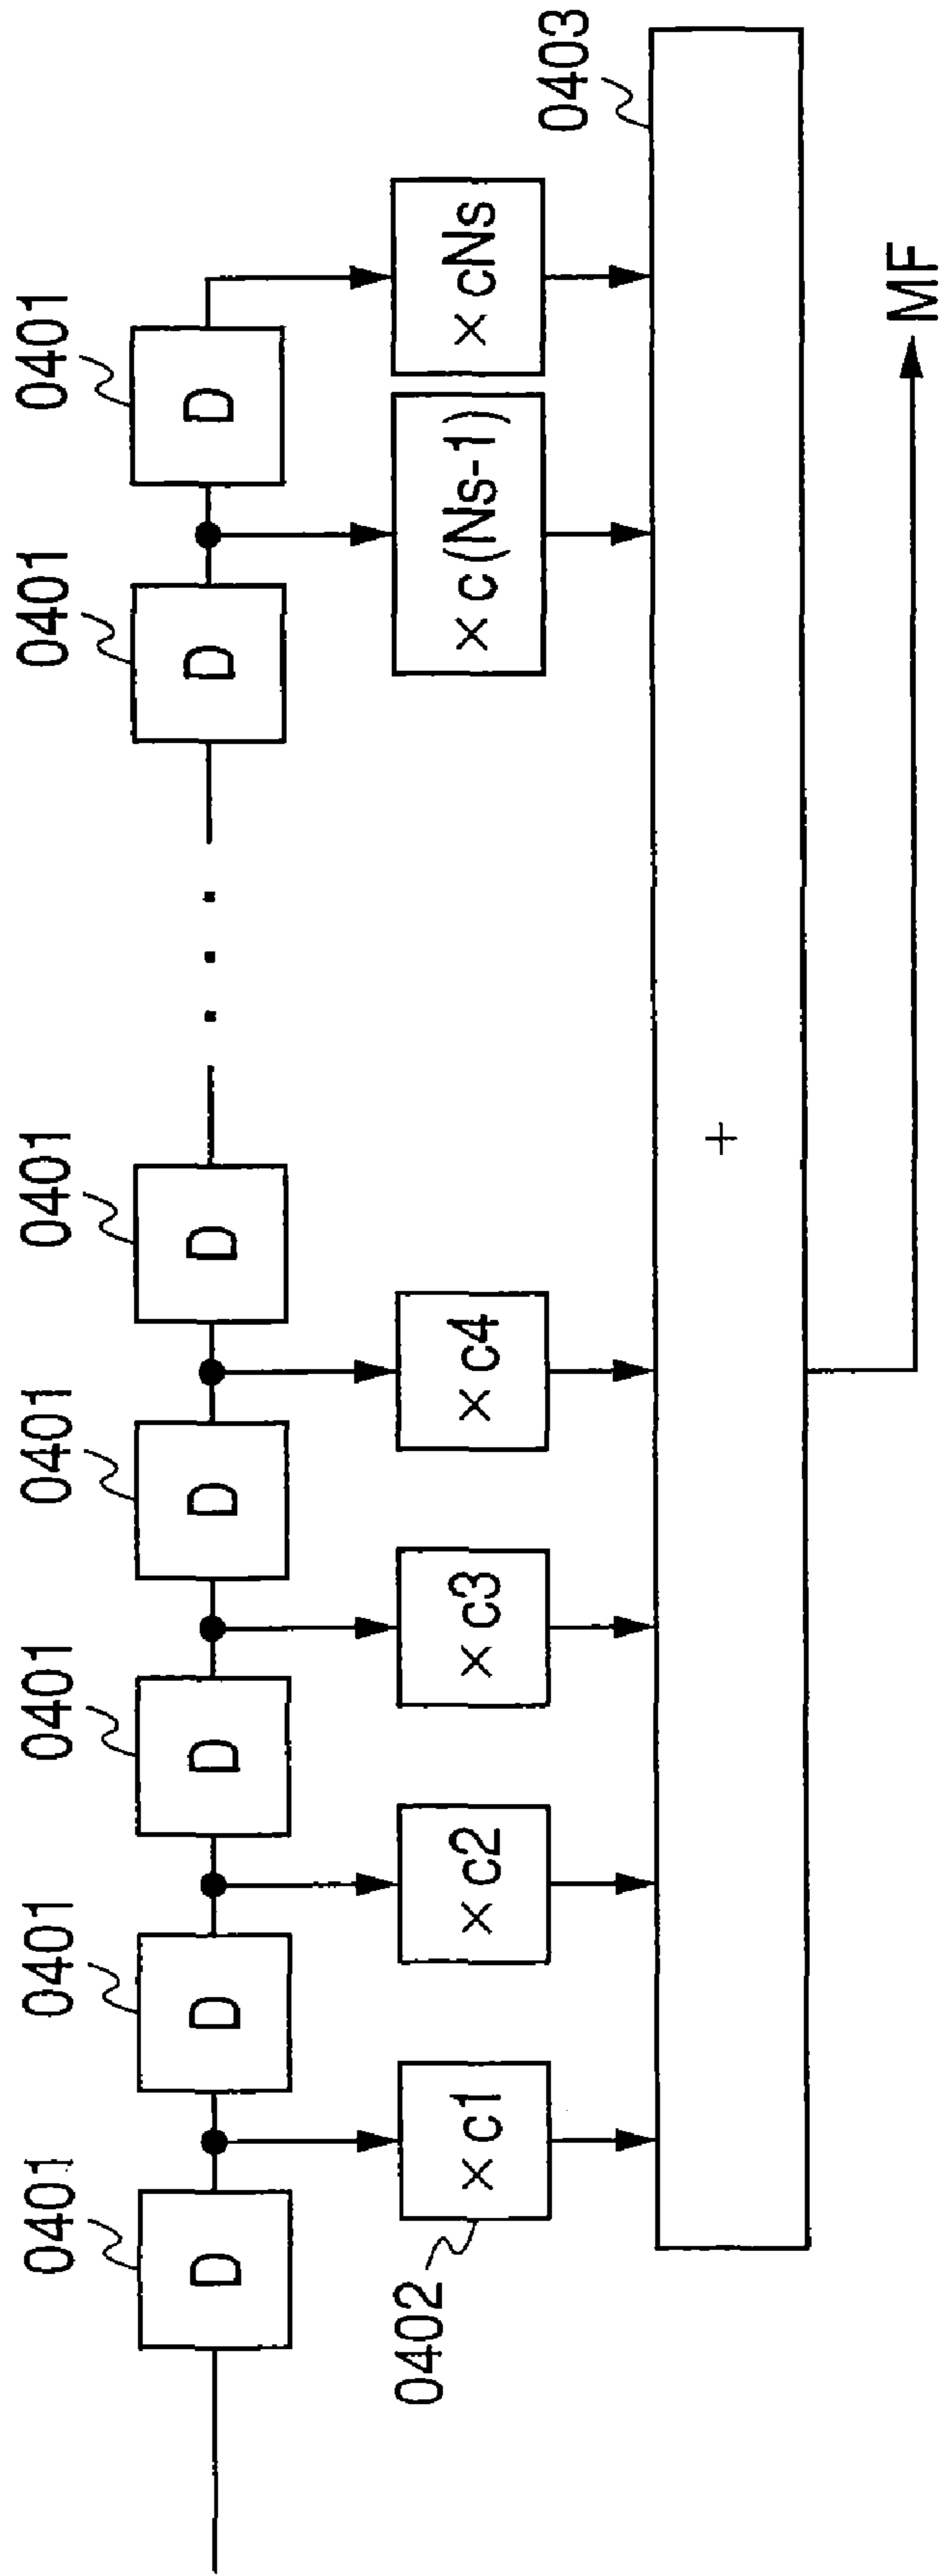 0401 0401 0401 0401 0401 0401 0401
D D D D D D D
0402
× c1 × c2 × c3 × c4 × c(Ns-1) × cNs
0403
+
MF